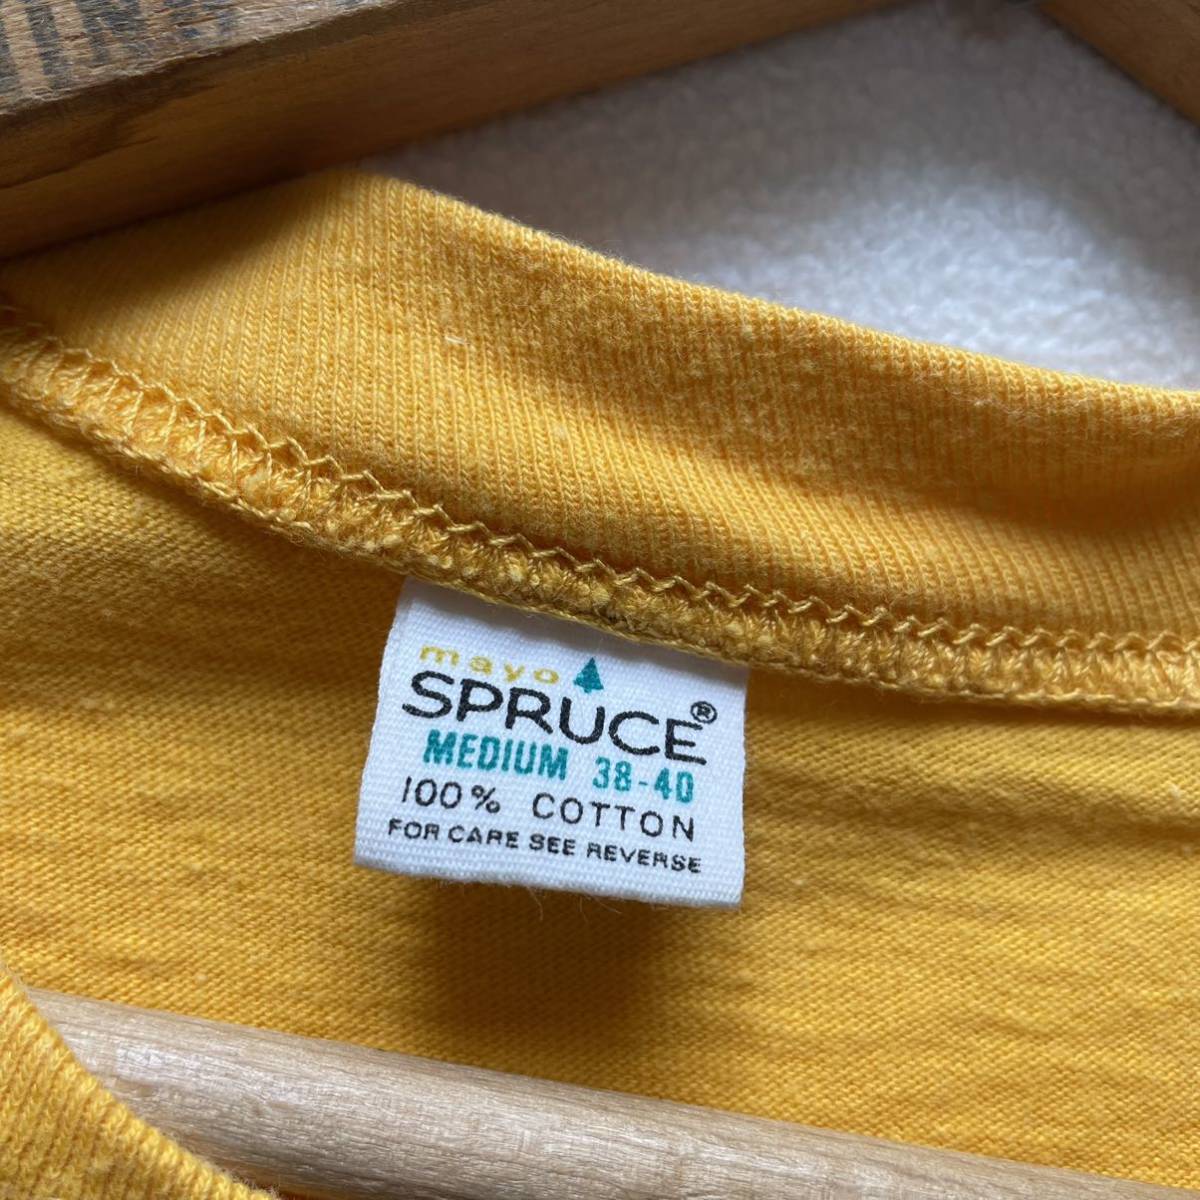 mayo
SPRUCE®
MEDIUM 38-40
100% COTTON
FOR CARE SEE REVERSE